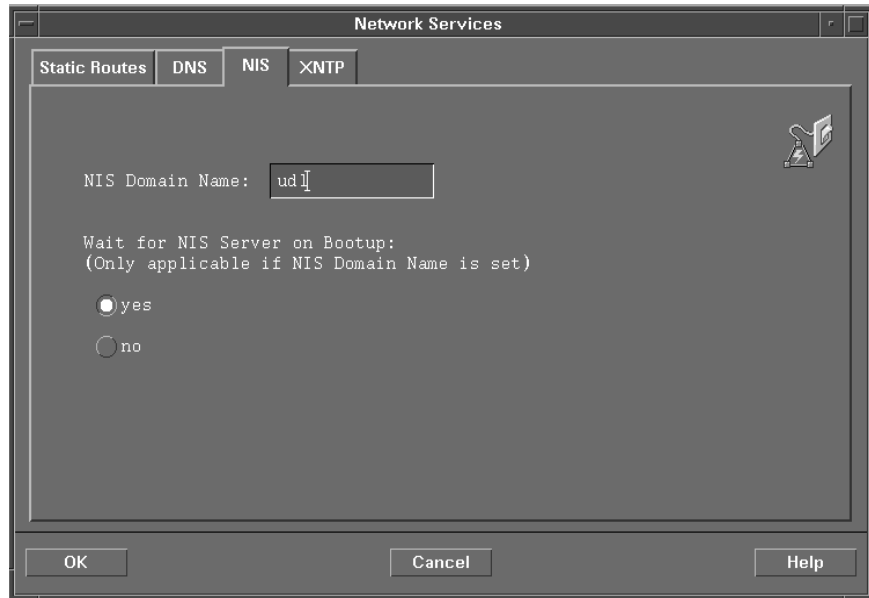 Network Services
Static Routes DNS NIS XNTP
NIS Domain Name: ud1
Wait for NIS Server on Bootup:
(Only applicable if NIS Domain Name is set)
yes
no
OK Cancel Help